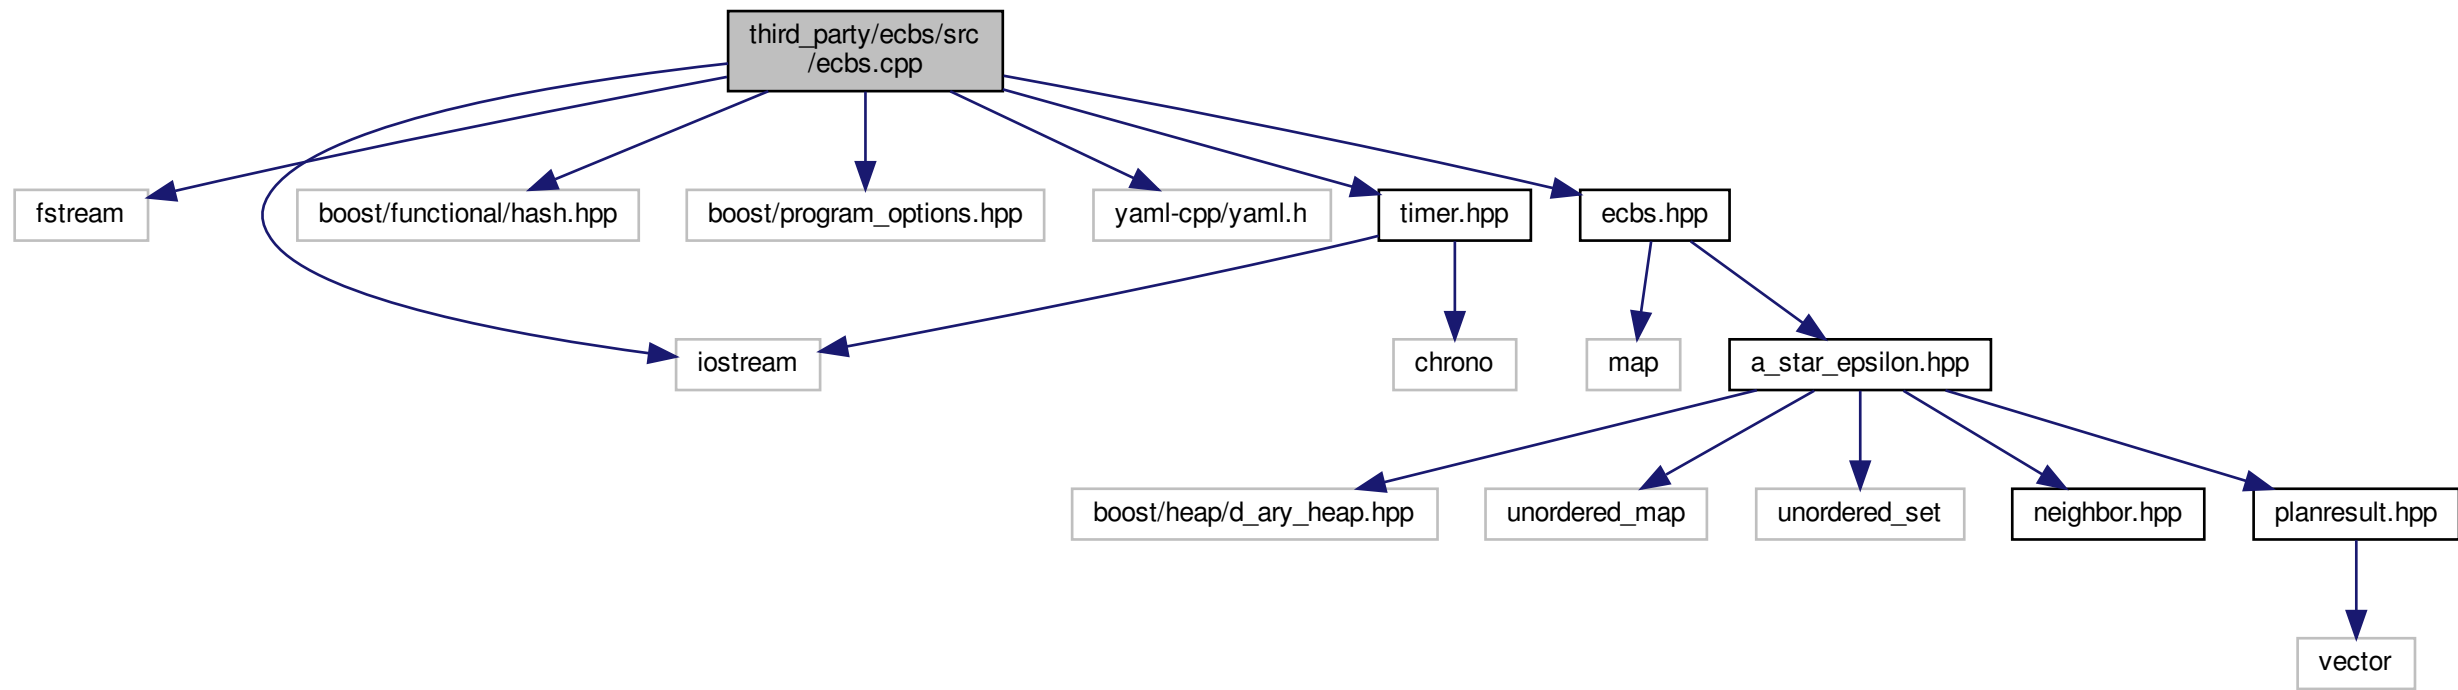 third_party/ecbs/src
/ecbs.cpp
fstream
boost/functional/hash.hpp
boost/program_options.hpp
yaml-cpp/yaml.h
timer.hpp
ecbs.hpp
iostream
chrono
map
a_star_epsilon.hpp
boost/heap/d_ary_heap.hpp
unordered_map
unordered_set
neighbor.hpp
planresult.hpp
vector